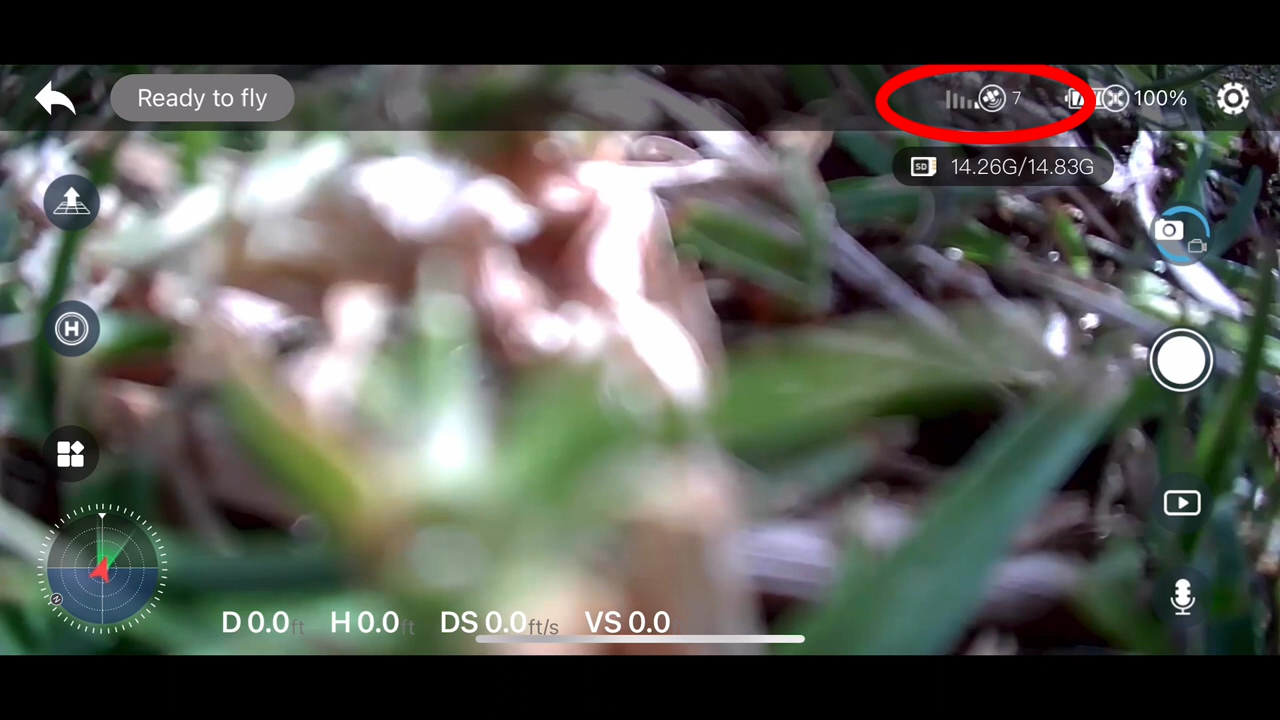 Ready to fly
7
100%
SD
14.26G/14.83G
H
N
D 0.0ft H 0.0ft DS 0.0ft/s VS 0.0